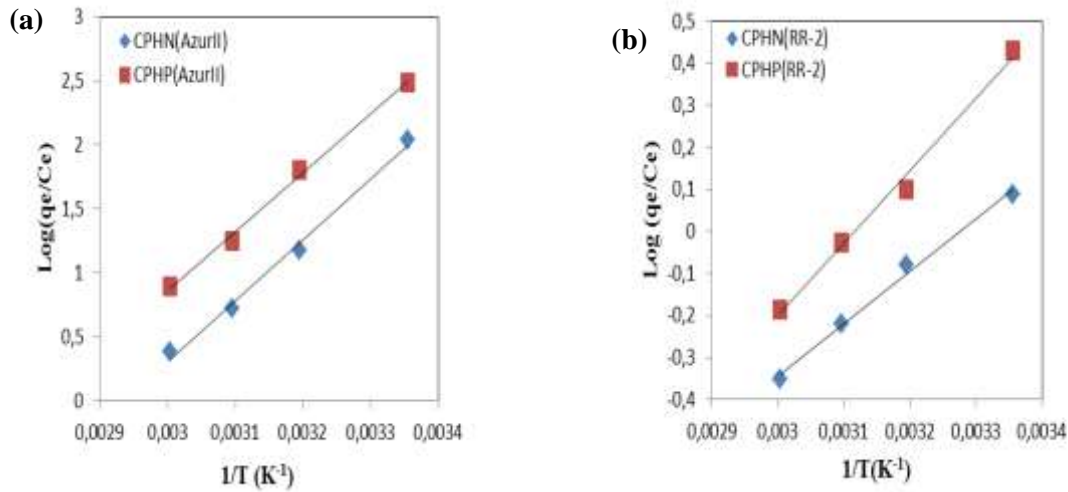 (a)
3
2,5
2
1,5
1
0,5
0
CPHN(AzurII)
CPHP(AzurII)
Log(qe/Ce)
0,0029 0,003 0,0031 0,0032 0,0033 0,0034
1/T (K-1)
(b)
0,5
0,4
0,3
0,2
0,1
0
-0,1
-0,2
-0,3
-0,4
CPHN(RR-2)
CPHP(RR-2)
Log (qe/Ce)
0,0029 0,003 0,0031 0,0032 0,0033 0,0034
1/T(K-1)